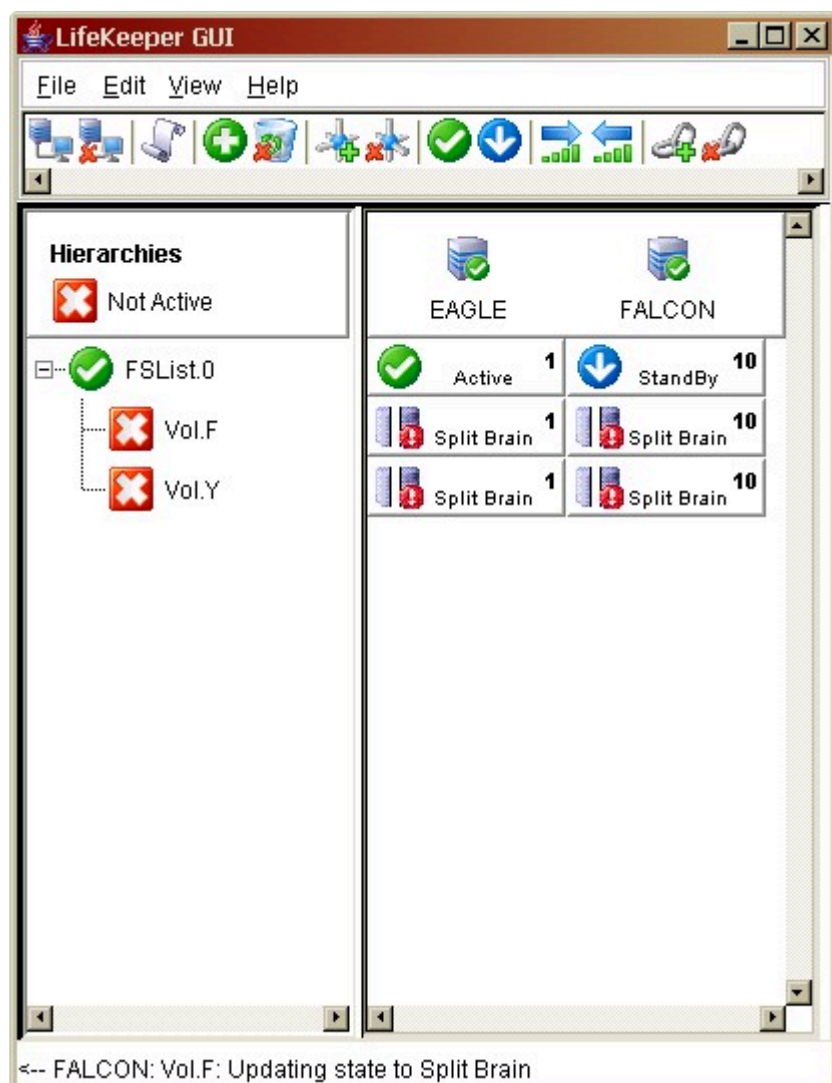 LifeKeeper GUI
File Edit View Help
Hierarchies
Not Active
EAGLE FALCON
FSList.0 Active 1 StandBy 10
Vol.F Split Brain 1 Split Brain 10
Vol.Y Split Brain 1 Split Brain 10
<-- FALCON: Vol.F: Updating state to Split Brain